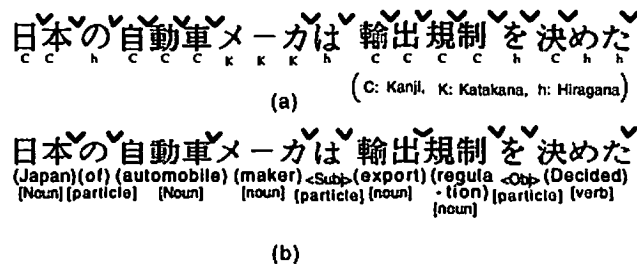 日本の自動車メーカは輸出規制を決めた
C C h C C C K K K h C C C C h C h h
(C: Kanji, K: Katakana, h: Hiragana)
(a)
日本の自動車メーカは輸出規制を決めた
(Japan)(of) (automobile) (maker) <Subj> (export) (regula <Obj> (Decided)
[Noun] [particle] [Noun] [noun] [particle] [noun] ·tion) [particle] [verb]
[noun]
(b)